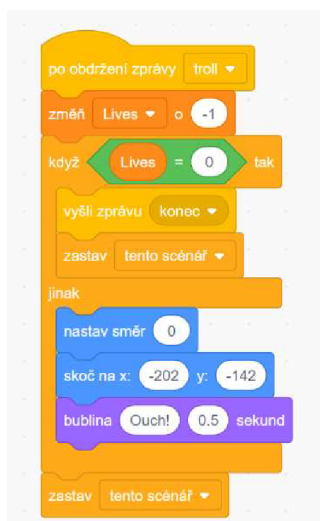 po obdržení zprávy troll
změň Lives o -1
když Lives = 0 tak
vyšli zprávu konec
zastav tento scénář
jinak
nastav směr 0
skoč na x: -202 y: -142
bublina Ouch! 0.5 sekund
zastav tento scénář